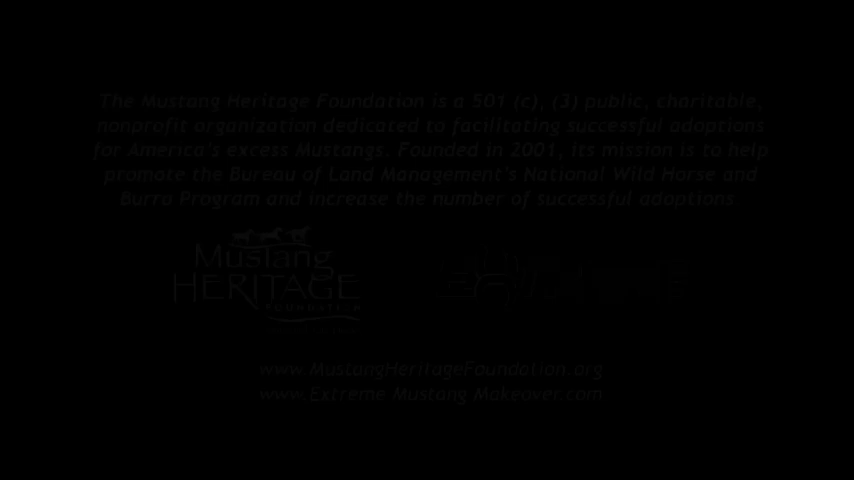 The Mustang Heritage Foundation is a 501 (c), (3) public, charitable,
nonprofit organization dedicated to facilitating successful adoptions
for America's excess Mustangs. Founded in 2001, its mission is to help
promote the Bureau of Land Management's National Wild Horse and
Burro Program and increase the number of successful adoptions
Mustang
HERITAGE
FOUNDATION
www.MustangHeritageFoundation.org
www.Extreme Mustang Makeover.com